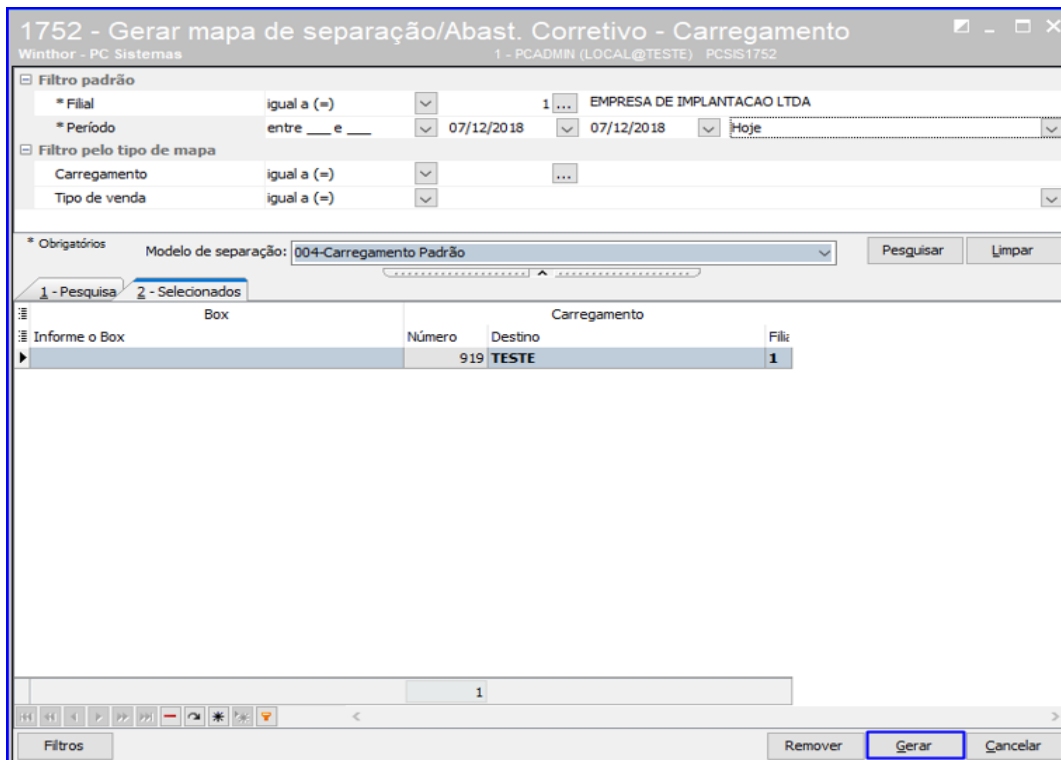 1752 - Gerar mapa de separação/Abast. Corretivo - Carregamento
Winthor - PC Sistemas 1 - PCADMIN (LOCAL@TESTE) PCSIS1752
Filtro padrão
* Filial igual a (=) 1 ... EMPRESA DE IMPLANTACAO LTDA
* Período entre ___ e ___ 07/12/2018 07/12/2018 Hoje
Filtro pelo tipo de mapa
Carregamento igual a (=) ...
Tipo de venda igual a (=)
* Obrigatórios Modelo de separação: 004-Carregamento Padrão Pesquisar Limpar
1 - Pesquisa 2 - Selecionados
Box Carregamento
Informe o Box Número Destino Filia
919 TESTE 1
1
Filtros Remover Gerar Cancelar